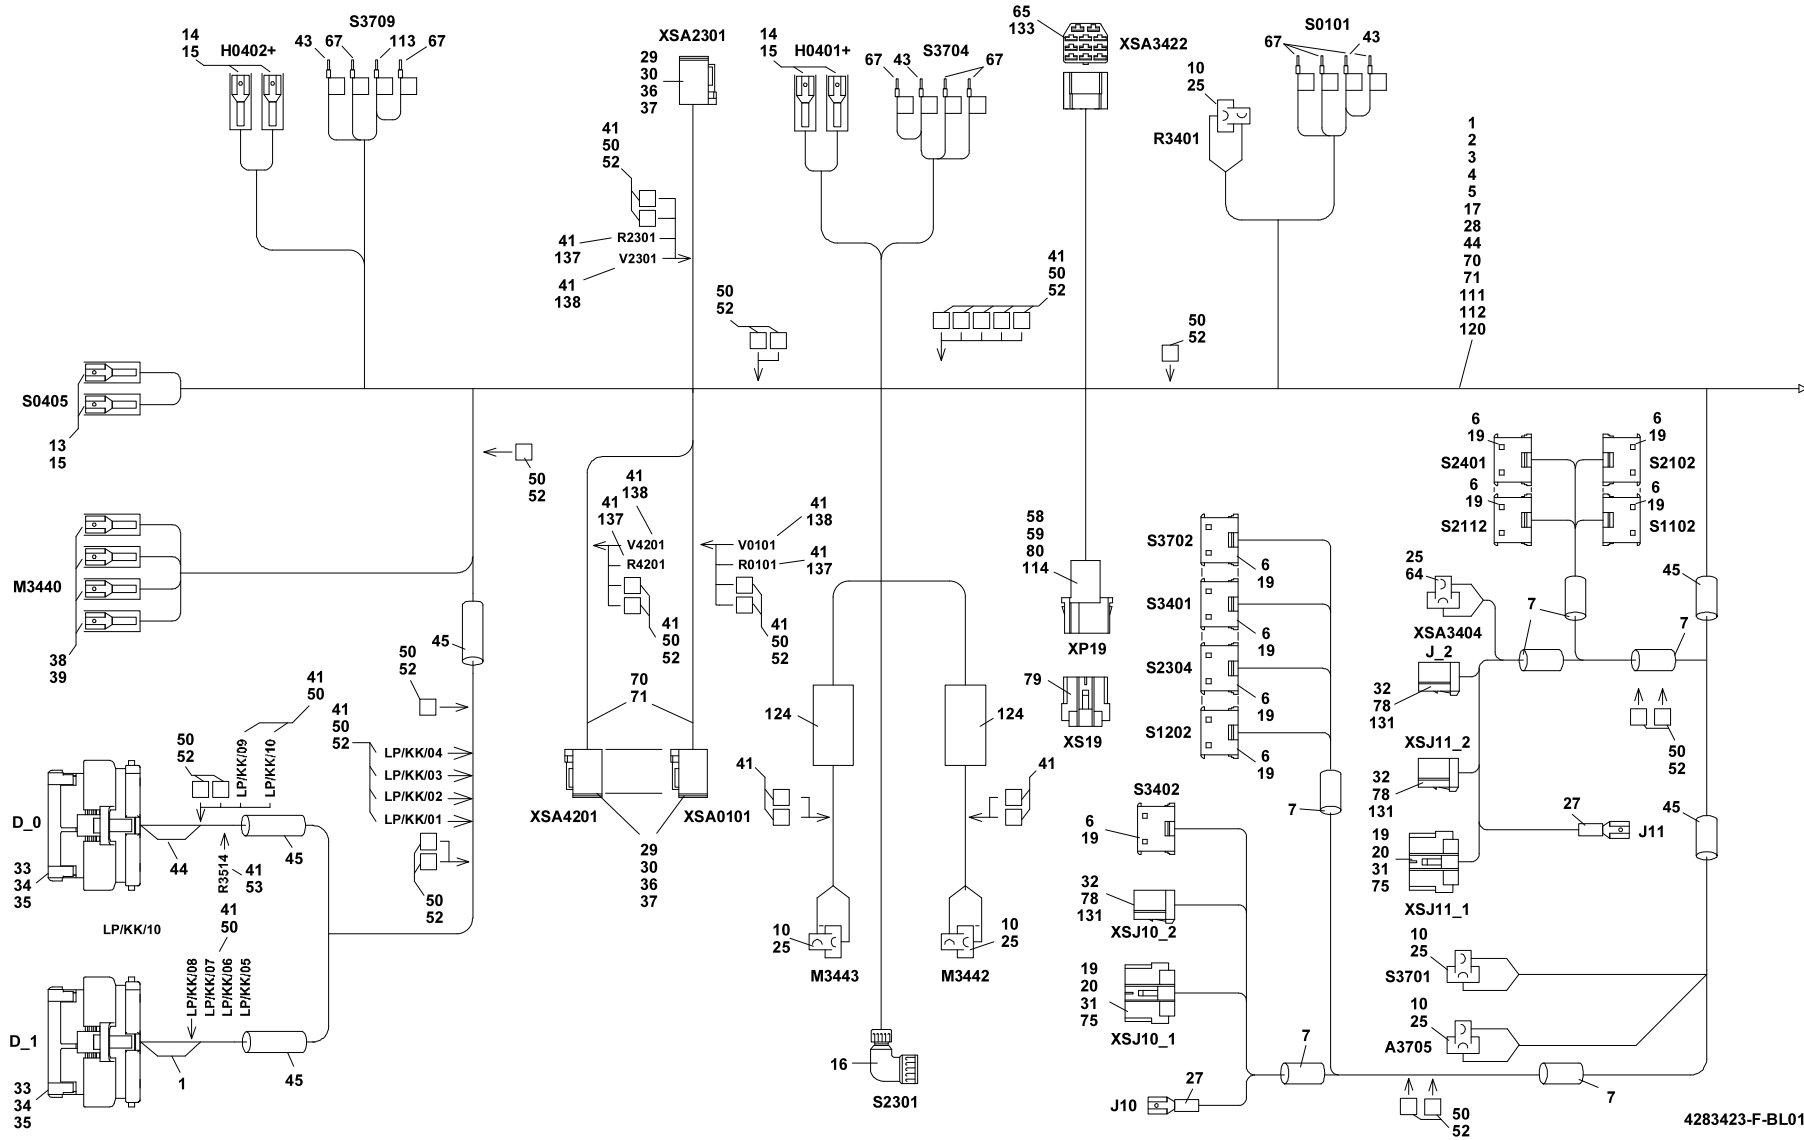 14
15
H0402+
S3709
43
67
113
67
XSA2301
29
30
36
37
14
15
H0401+
S3704
67
43
67
65
133
XSA3422
S0101
67
43
10
25
R3401
1
2
3
4
5
17
28
44
70
71
111
112
120
41
50
52
41
137
R2301
V2301
41
138
50
52
41
50
52
50
52
S0405
13
15
50
52
M3440
38
39
45
41
138
41
137
V4201
R4201
41
50
52
V0101
R0101
41
138
41
137
41
50
52
58
59
80
114
XP19
79
XS19
S3702
6
19
S3401
6
19
S2304
6
19
S1202
6
19
7
6
19
S2401
6
19
S2112
6
19
S2102
6
19
S1102
25
64
XSA3404
7
7
7
45
J_2
32
78
131
XSJ11_2
32
78
131
50
52
45
27
J11
19
20
31
75
XSJ11_1
10
25
S3701
10
25
A3705
50
52
41
50
50
52
LP/KK/09
LP/KK/10
41
50
52
LP/KK/04
LP/KK/03
LP/KK/02
LP/KK/01
50
52
D_0
33
34
35
44
R3514
41
53
45
LP/KK/10
41
50
LP/KK/08
LP/KK/07
LP/KK/06
LP/KK/05
D_1
33
34
35
1
45
70
71
XSA4201
XSA0101
29
30
36
37
124
124
41
41
10
25
M3443
10
25
M3442
16
S2301
S3402
6
19
32
78
131
XSJ10_2
19
20
31
75
XSJ10_1
27
J10
7
7
50
52
4283423-F-BL01